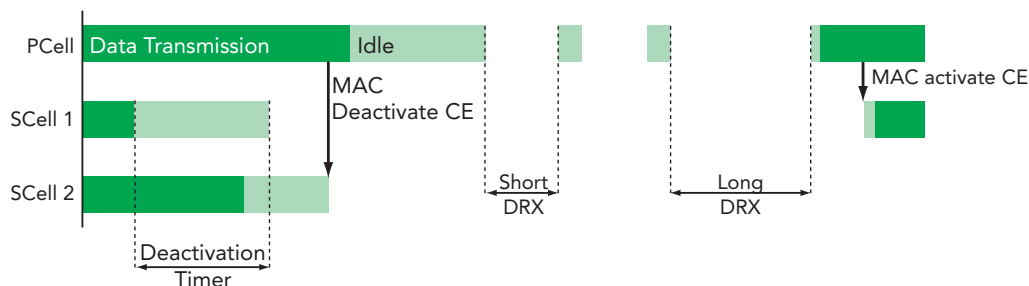 PCell
Data Transmission
Idle
MAC
Deactivate CE
MAC activate CE
SCell 1
SCell 2
Short
DRX
Long
DRX
Deactivation
Timer